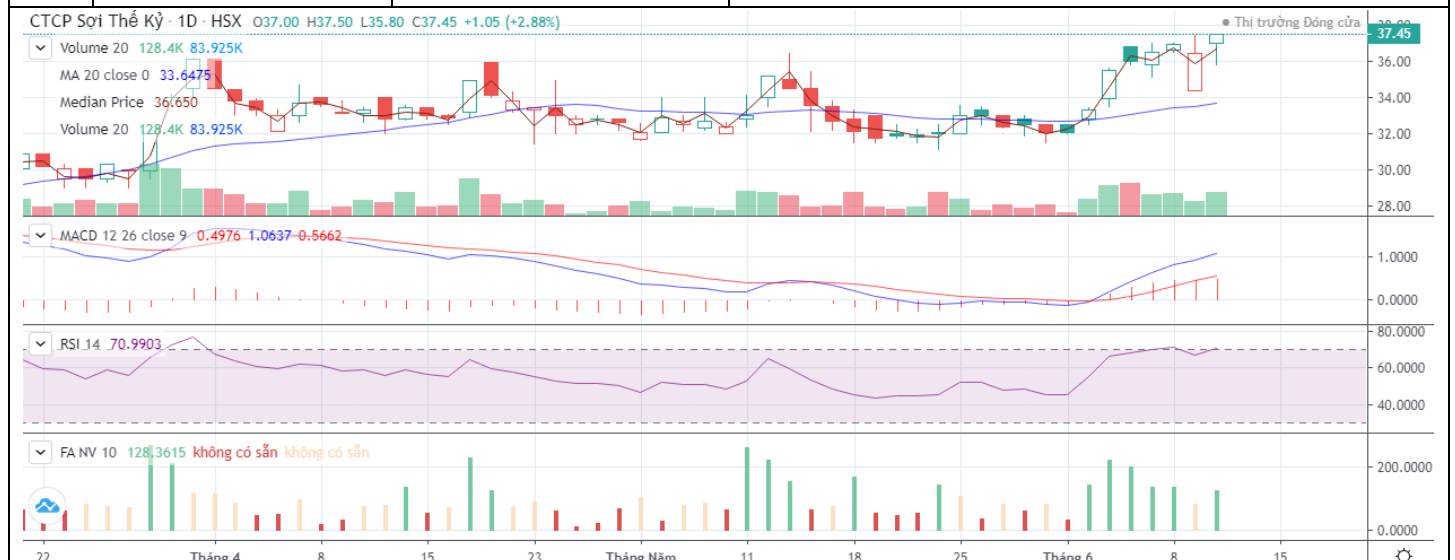 CTCP Sợi Thế Kỷ · 1D · HSX O37.00 H37.50 L35.80 C37.45 +1.05 (+2.88%)
Thị trường Đóng cửa
38.00
37.45
Volume 20 128.4K 83.925K
36.00
MA 20 close 0 33.6475
Median Price 36.650
34.00
Volume 20 128.4K 83.925K
32.00
30.00
28.00
MACD 12 26 close 9 0.4976 1.0637 0.5662
1.0000
0.0000
RSI 14 70.9903
80.0000
60.0000
40.0000
FA NV 10 128.3615 không có sẵn không có sẵn
200.0000
0.0000
22 Tháng 4 8 15 23 Tháng Năm 11 18 25 Tháng 6 8 15